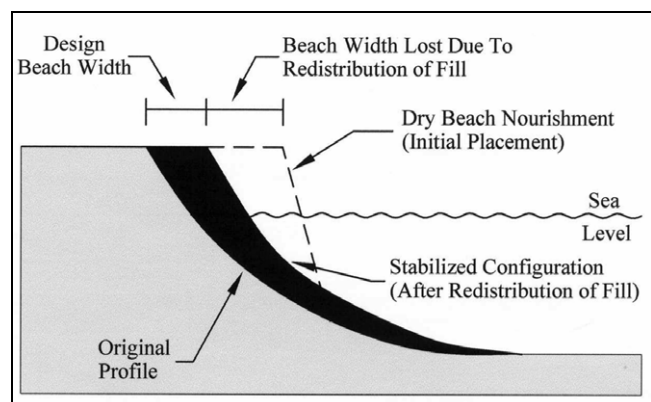 Design
Beach Width
Beach Width Lost Due To
Redistribution of Fill
Dry Beach Nourishment
(Initial Placement)
Sea
Level
Stabilized Configuration
(After Redistribution of Fill)
Original
Profile